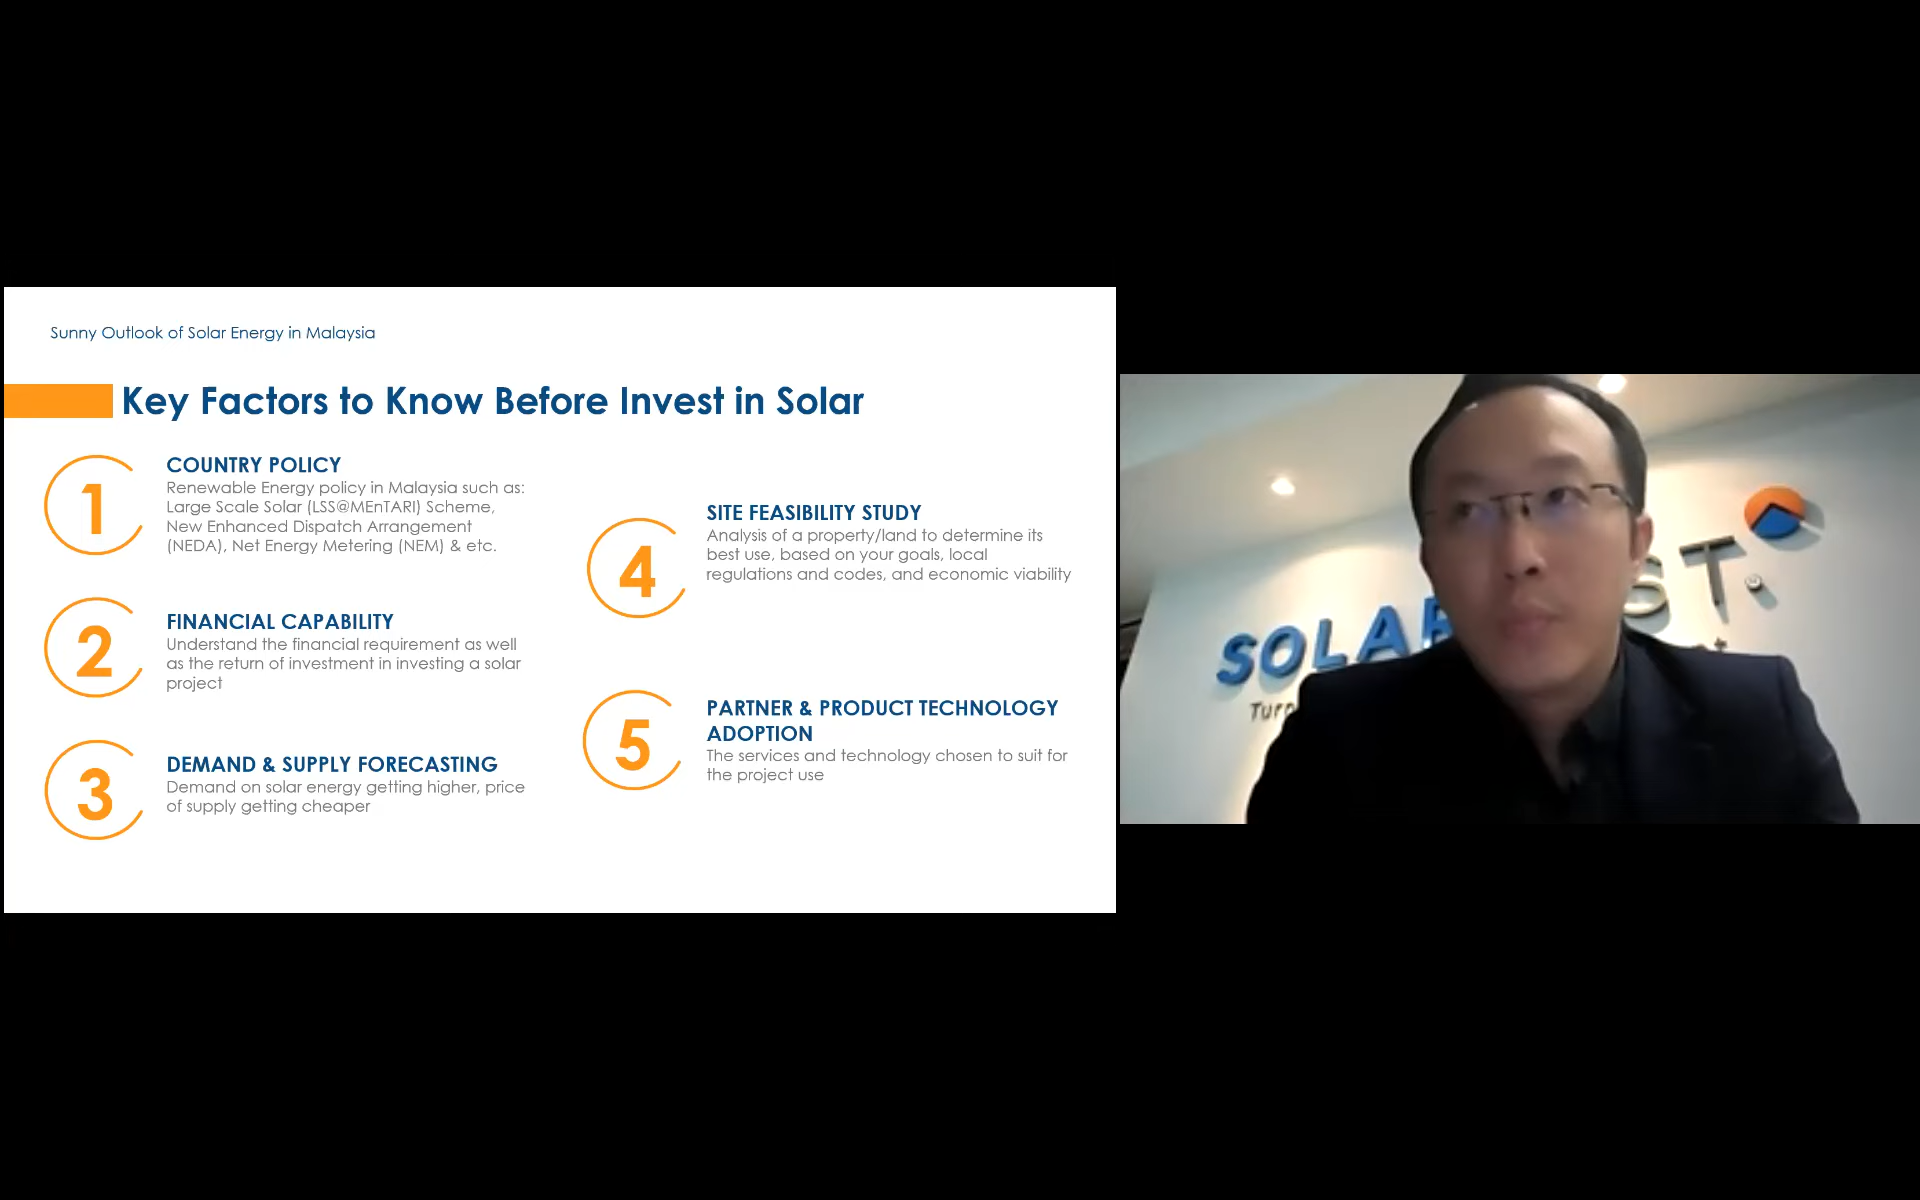 Sunny Outlook of Solar Energy in Malaysia
Key Factors to Know Before Invest in Solar
1
COUNTRY POLICY
Renewable Energy policy in Malaysia such as:
Large Scale Solar (LSS@MEnTARI) Scheme,
New Enhanced Dispatch Arrangement
(NEDA), Net Energy Metering (NEM) & etc.
2
FINANCIAL CAPABILITY
Understand the financial requirement as well
as the return of investment in investing a solar
project
3
DEMAND & SUPPLY FORECASTING
Demand on solar energy getting higher, price
of supply getting cheaper
4
SITE FEASIBILITY STUDY
Analysis of a property/land to determine its
best use, based on your goals, local
regulations and codes, and economic viability
5
PARTNER & PRODUCT TECHNOLOGY
ADOPTION
The services and technology chosen to suit for
the project use
SOLAR ST